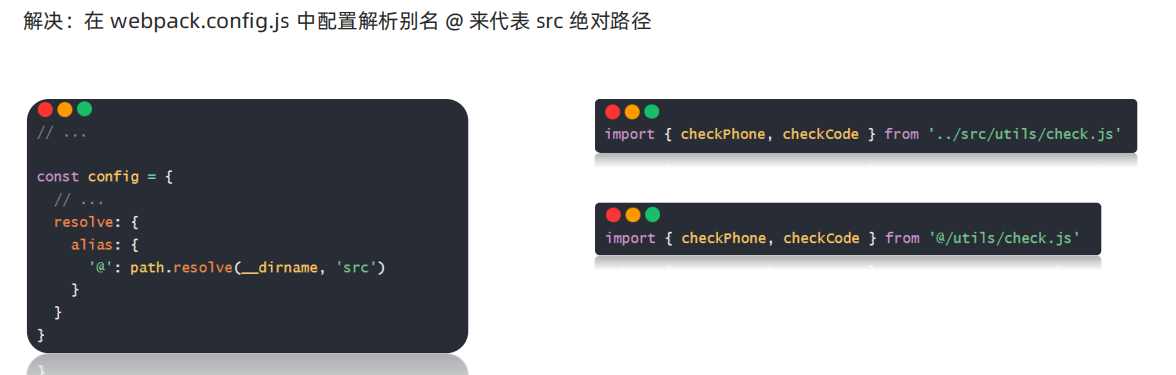 解决：在 webpack.config.js 中配置解析别名 @ 来代表 src 绝对路径
// ...
const config = {
  // ...
  resolve: {
    alias: {
      '@': path.resolve(__dirname, 'src')
    }
  }
}
import { checkPhone, checkCode } from '../src/utils/check.js'
import { checkPhone, checkCode } from '@/utils/check.js'